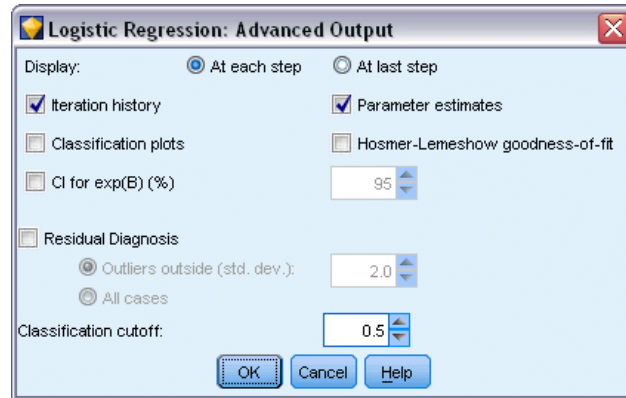 Logistic Regression: Advanced Output
Display: At each step At last step
Iteration history Parameter estimates
Classification plots Hosmer-Lemeshow goodness-of-fit
CI for exp(B) (%) 95
Residual Diagnosis
Outliers outside (std. dev.): 2.0
All cases
Classification cutoff: 0.5
OK Cancel Help